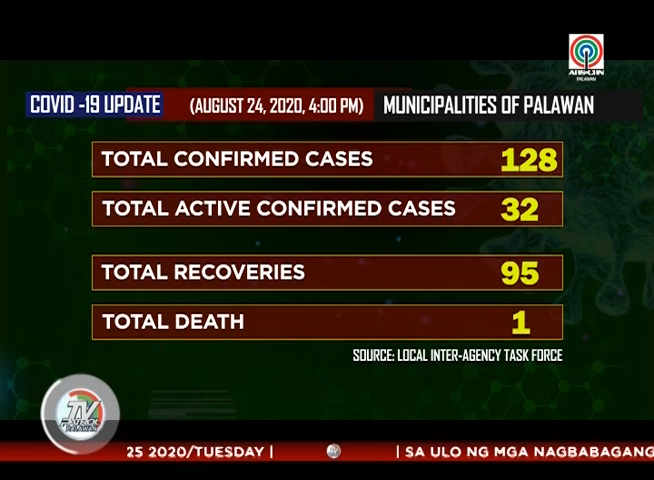 ABS-CBN
PALAWAN
COVID -19 UPDATE (AUGUST 24, 2020, 4:00 PM) MUNICIPALITIES OF PALAWAN
TOTAL CONFIRMED CASES 128
TOTAL ACTIVE CONFIRMED CASES 32
TOTAL RECOVERIES 95
TOTAL DEATH 1
SOURCE: LOCAL INTER-AGENCY TASK FORCE
TV
PATROL
PALAWAN
25 2020/TUESDAY | | SA ULO NG MGA NAGBABAGANG